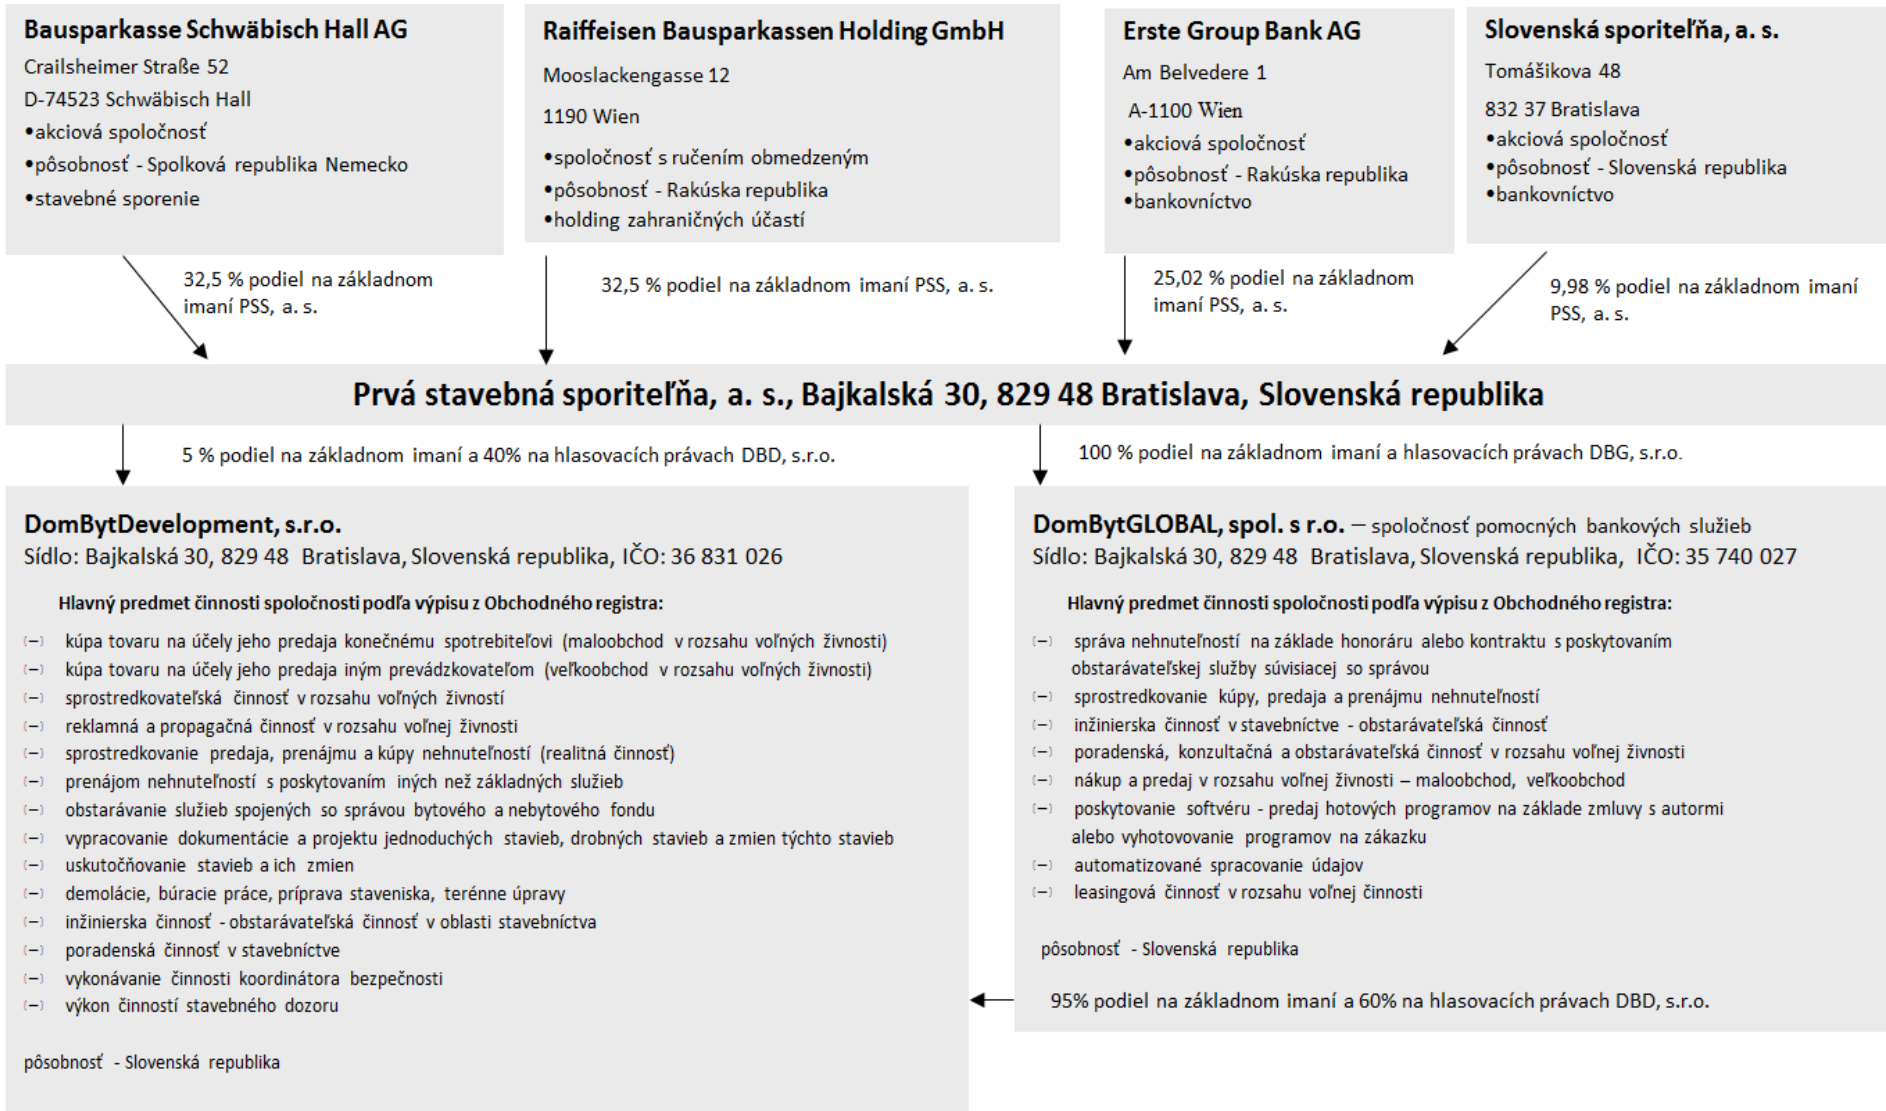 Bausparkasse Schwäbisch Hall AG
Crailsheimer Straße 52
D-74523 Schwäbisch Hall
•akciová spoločnosť
•pôsobnosť - Spolková republika Nemecko
•stavebné sporenie
Raiffeisen Bausparkassen Holding GmbH
Mooslackengasse 12
1190 Wien
•spoločnosť s ručením obmedzeným
•pôsobnosť - Rakúska republika
•holding zahraničných účastí
Erste Group Bank AG
Am Belvedere 1
A-1100 Wien
•akciová spoločnosť
•pôsobnosť - Rakúska republika
•bankovníctvo
Slovenská sporiteľňa, a. s.
Tomášikova 48
832 37 Bratislava
•akciová spoločnosť
•pôsobnosť - Slovenská republika
•bankovníctvo
32,5 % podiel na základnom
imaní PSS, a. s.
32,5 % podiel na základnom imaní PSS, a. s.
25,02 % podiel na základnom
imaní PSS, a. s.
9,98 % podiel na základnom imaní
PSS, a. s.
Prvá stavebná sporiteľňa, a. s., Bajkalská 30, 829 48 Bratislava, Slovenská republika
5 % podiel na základnom imaní a 40% na hlasovacích právach DBD, s.r.o.
100 % podiel na základnom imaní a hlasovacích právach DBG, s.r.o.
DomBytDevelopment, s.r.o.
Sídlo: Bajkalská 30, 829 48 Bratislava, Slovenská republika, IČO: 36 831 026
Hlavný predmet činnosti spoločnosti podľa výpisu z Obchodného registra:
(—) kúpa tovaru na účely jeho predaja konečnému spotrebiteľovi (maloobchod v rozsahu voľných živnosti)
(—) kúpa tovaru na účely jeho predaja iným prevádzkovateľom (veľkoobchod v rozsahu voľných živnosti)
(—) sprostredkovateľská činnosť v rozsahu voľných živností
(—) reklamná a propagačná činnosť v rozsahu voľnej živnosti
(—) sprostredkovanie predaja, prenájmu a kúpy nehnuteľností (realitná činnosť)
(—) prenájom nehnuteľností s poskytovaním iných než základných služieb
(—) obstarávanie služieb spojených so správou bytového a nebytového fondu
(—) vypracovanie dokumentácie a projektu jednoduchých stavieb, drobných stavieb a zmien týchto stavieb
(—) uskutočňovanie stavieb a ich zmien
(—) demolácie, búracie práce, príprava staveniska, terénne úpravy
(—) inžinierska činnosť - obstarávateľská činnosť v oblasti stavebníctva
(—) poradenská činnosť v stavebníctve
(—) vykonávanie činnosti koordinátora bezpečnosti
(—) výkon činností stavebného dozoru
pôsobnosť - Slovenská republika
DomBytGLOBAL, spol. s r.o. – spoločnosť pomocných bankových služieb
Sídlo: Bajkalská 30, 829 48 Bratislava, Slovenská republika, IČO: 35 740 027
Hlavný predmet činnosti spoločnosti podľa výpisu z Obchodného registra:
(—) správa nehnuteľností na základe honoráru alebo kontraktu s poskytovaním
obstarávateľskej služby súvisiacej so správou
(—) sprostredkovanie kúpy, predaja a prenájmu nehnuteľností
(—) inžinierska činnosť v stavebníctve - obstarávateľská činnosť
(—) poradenská, konzultačná a obstarávateľská činnosť v rozsahu voľnej živnosti
(—) nákup a predaj v rozsahu voľnej živnosti – maloobchod, veľkoobchod
(—) poskytovanie softvéru - predaj hotových programov na základe zmluvy s autormi
alebo vyhotovovanie programov na zákazku
(—) automatizované spracovanie údajov
(—) leasingová činnosť v rozsahu voľnej činnosti
pôsobnosť - Slovenská republika
95% podiel na základnom imaní a 60% na hlasovacích právach DBD, s.r.o.